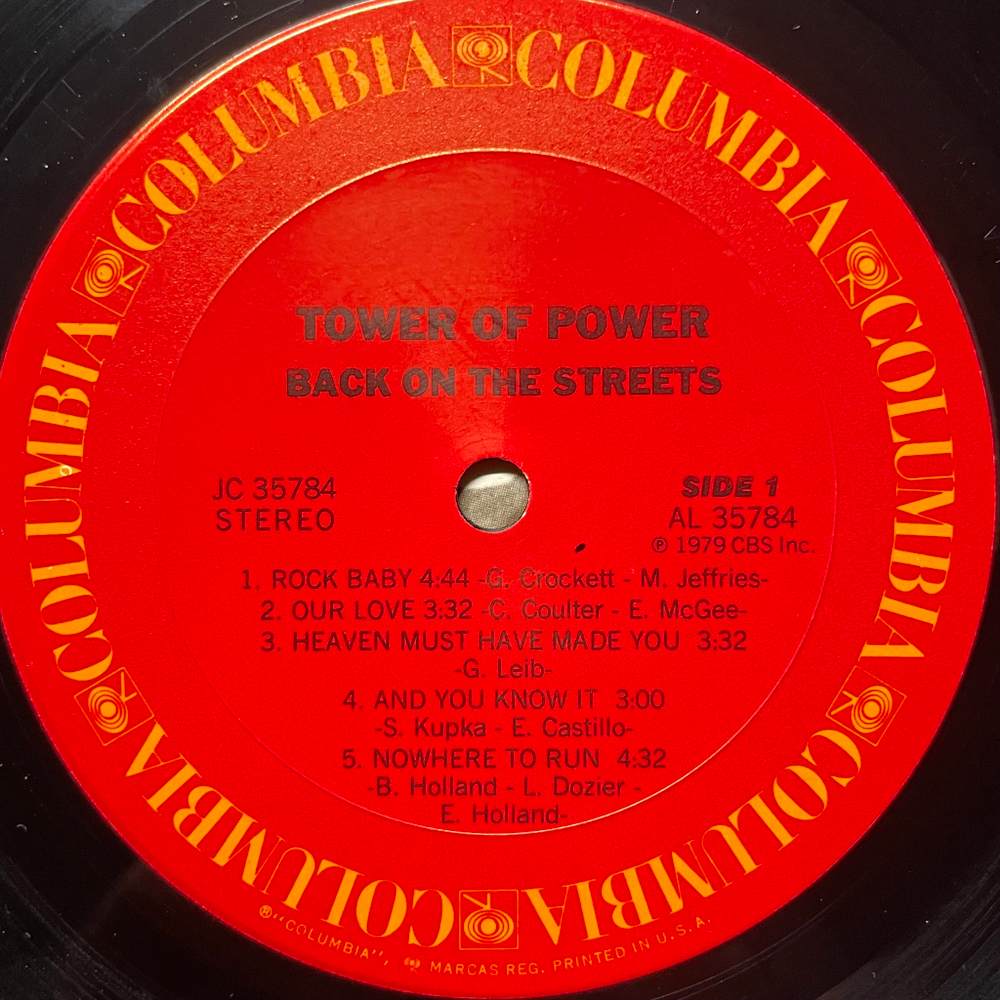 COLUMBIA COLUMBIA COLUMBIA COLUMBIA COLUMBIA COLUMBIA
TOWER OF POWER
BACK ON THE STREETS
JC 35784
STEREO
SIDE 1
AL 35784
℗ 1979 CBS Inc.
1. ROCK BABY 4:44 -G. Crockett - M. Jeffries-
2. OUR LOVE 3:32 -C. Coulter - E. McGee-
3. HEAVEN MUST HAVE MADE YOU 3:32
-G. Leib-
4. AND YOU KNOW IT 3:00
-S. Kupka - E. Castillo-
5. NOWHERE TO RUN 4:32
-B. Holland - L. Dozier -
E. Holland-
®"COLUMBIA", MARCAS REG. PRINTED IN U.S.A.